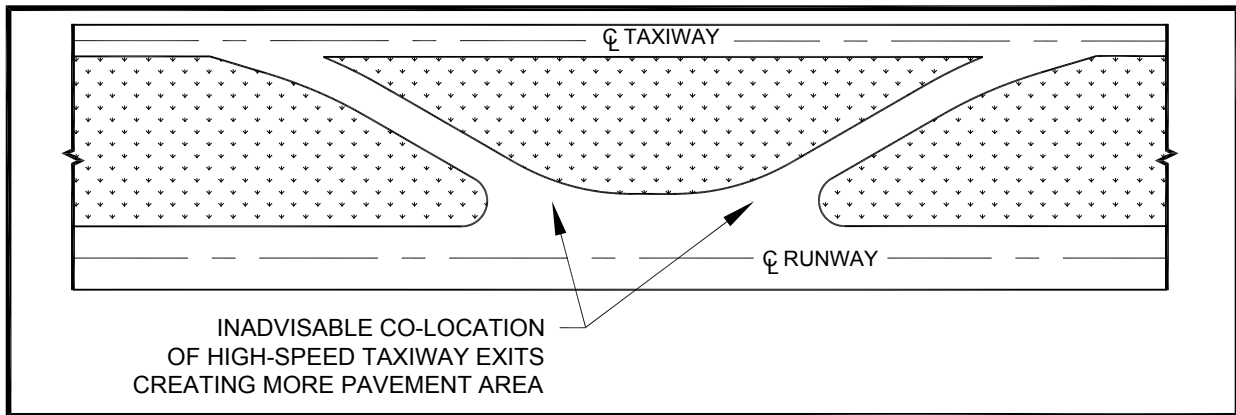 ℄ TAXIWAY
℄ RUNWAY
INADVISABLE CO-LOCATION
OF HIGH-SPEED TAXIWAY EXITS
CREATING MORE PAVEMENT AREA